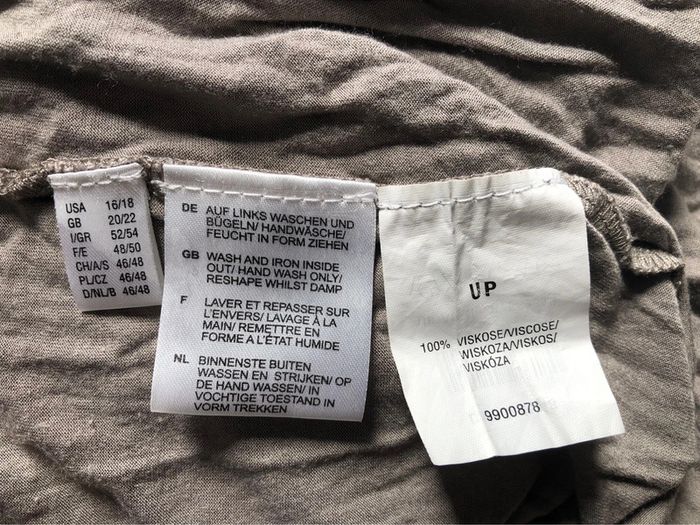 USA 16/18
GB 20/22
I/GR 52/54
F/E 48/50
CH/A/S 46/48
PL/CZ 46/48
D/NL/B 46/48
DE AUF LINKS WASCHEN UND
BÜGELN/ HANDWÄSCHE/
FEUCHT IN FORM ZIEHEN
GB WASH AND IRON INSIDE
OUT/ HAND WASH ONLY/
RESHAPE WHILST DAMP
F LAVER ET REPASSER SUR
L'ENVERS/ LAVAGE À LA
MAIN/ REMETTRE EN
FORME A L'ÉTAT HUMIDE
NL BINNENSTE BUITEN
WASSEN EN STRIJKEN/ OP
DE HAND WASSEN/ IN
VOCHTIGE TOESTAND IN
VORM TREKKEN
UP
100% VISKOSE/VISCOSE/
WISKOZA/VISKOS/
VISKÓZA
9900878